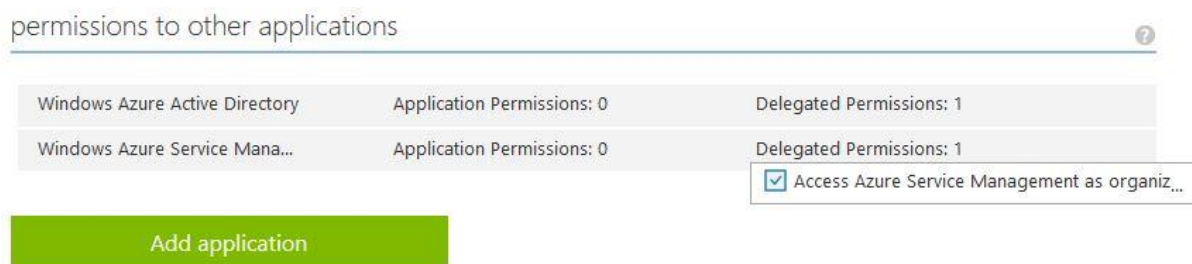 permissions to other applications
?
Windows Azure Active Directory Application Permissions: 0 Delegated Permissions: 1
Windows Azure Service Mana... Application Permissions: 0 Delegated Permissions: 1
Access Azure Service Management as organiz...
Add application